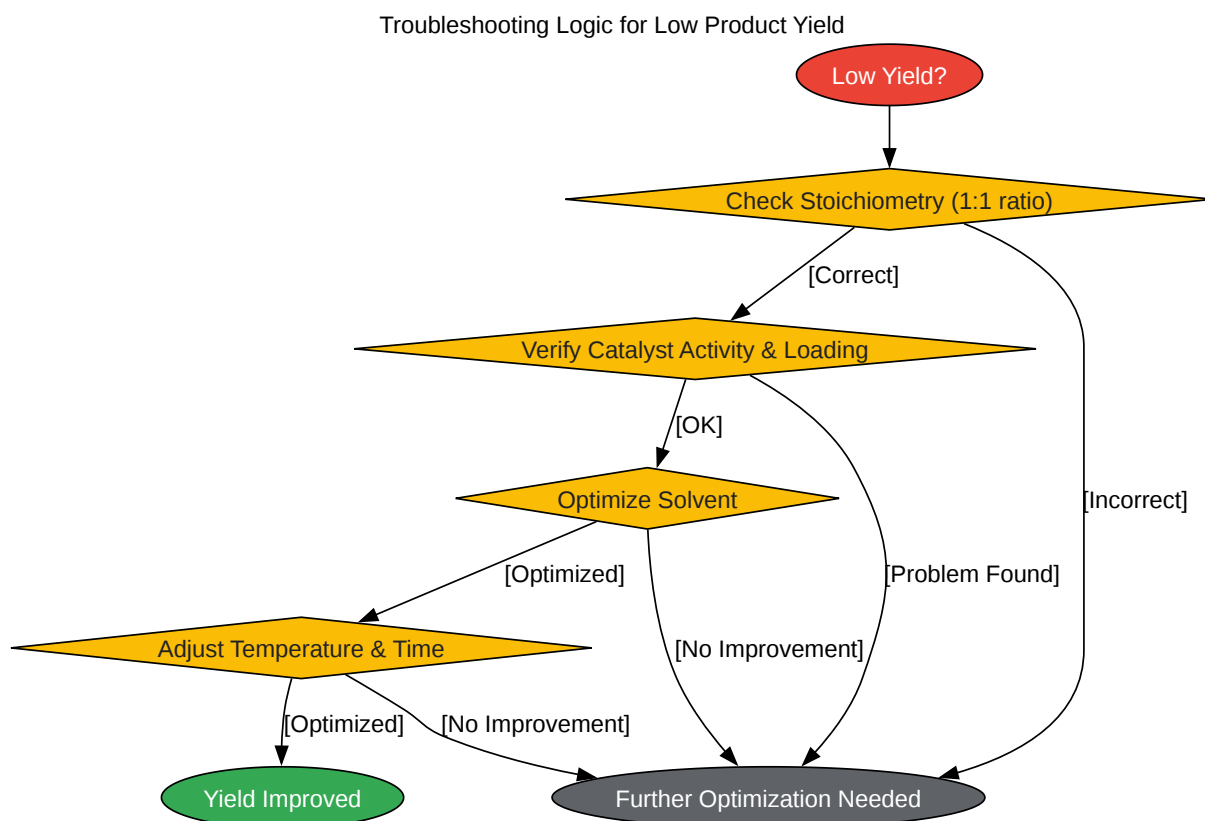 Troubleshooting Logic for Low Product Yield
Low Yield?
Check Stoichiometry (1:1 ratio)
[Correct]
Verify Catalyst Activity & Loading
[OK]
Optimize Solvent
[Incorrect]
[Optimized]
[Problem Found]
Adjust Temperature & Time
[No Improvement]
[Optimized]
[No Improvement]
Yield Improved
Further Optimization Needed